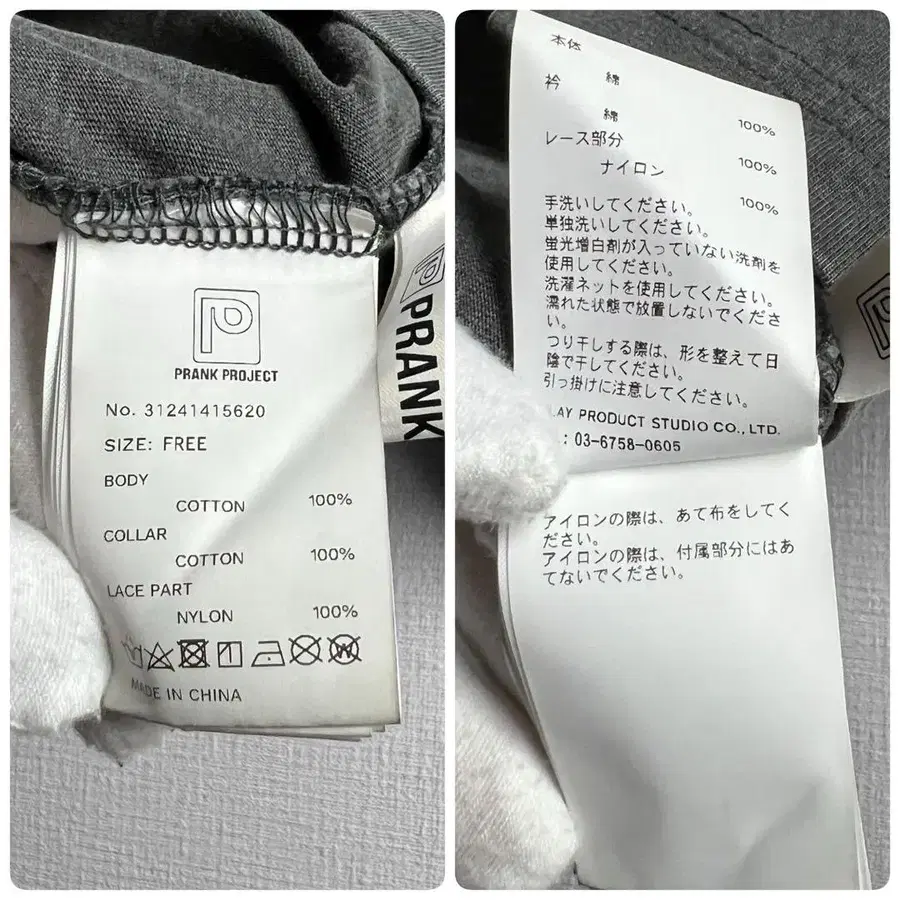 PRANK PROJECT
No. 31241415620
SIZE: FREE
BODY
COTTON 100%
COLLAR
COTTON 100%
LACE PART
NYLON 100%
MADE IN CHINA
PRANK
本体
綿 100%
衿
綿 100%
レース部分
ナイロン 100%
手洗いしてください。
単独洗いしてください。
蛍光増白剤が入っていない洗剤を
使用してください。
洗濯ネットを使用してください。
濡れた状態で放置しないでくださ
い。
つり干しする際は、形を整えて日
陰で干してください。
引っ掛けに注意してください。
LAY PRODUCT STUDIO CO., LTD.
: 03-6758-0605
アイロンの際は、あて布をしてく
ださい。
アイロンの際は、付属部分にはあ
てないでください。